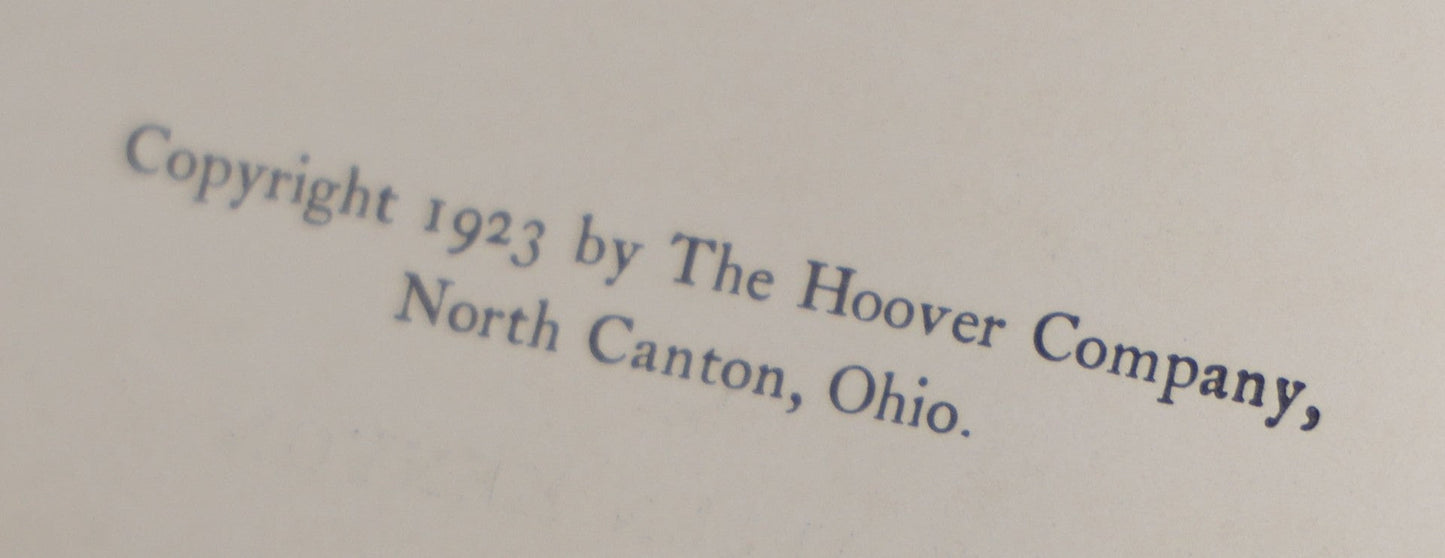 Copyright 1923 by The Hoover Company,
North Canton, Ohio.